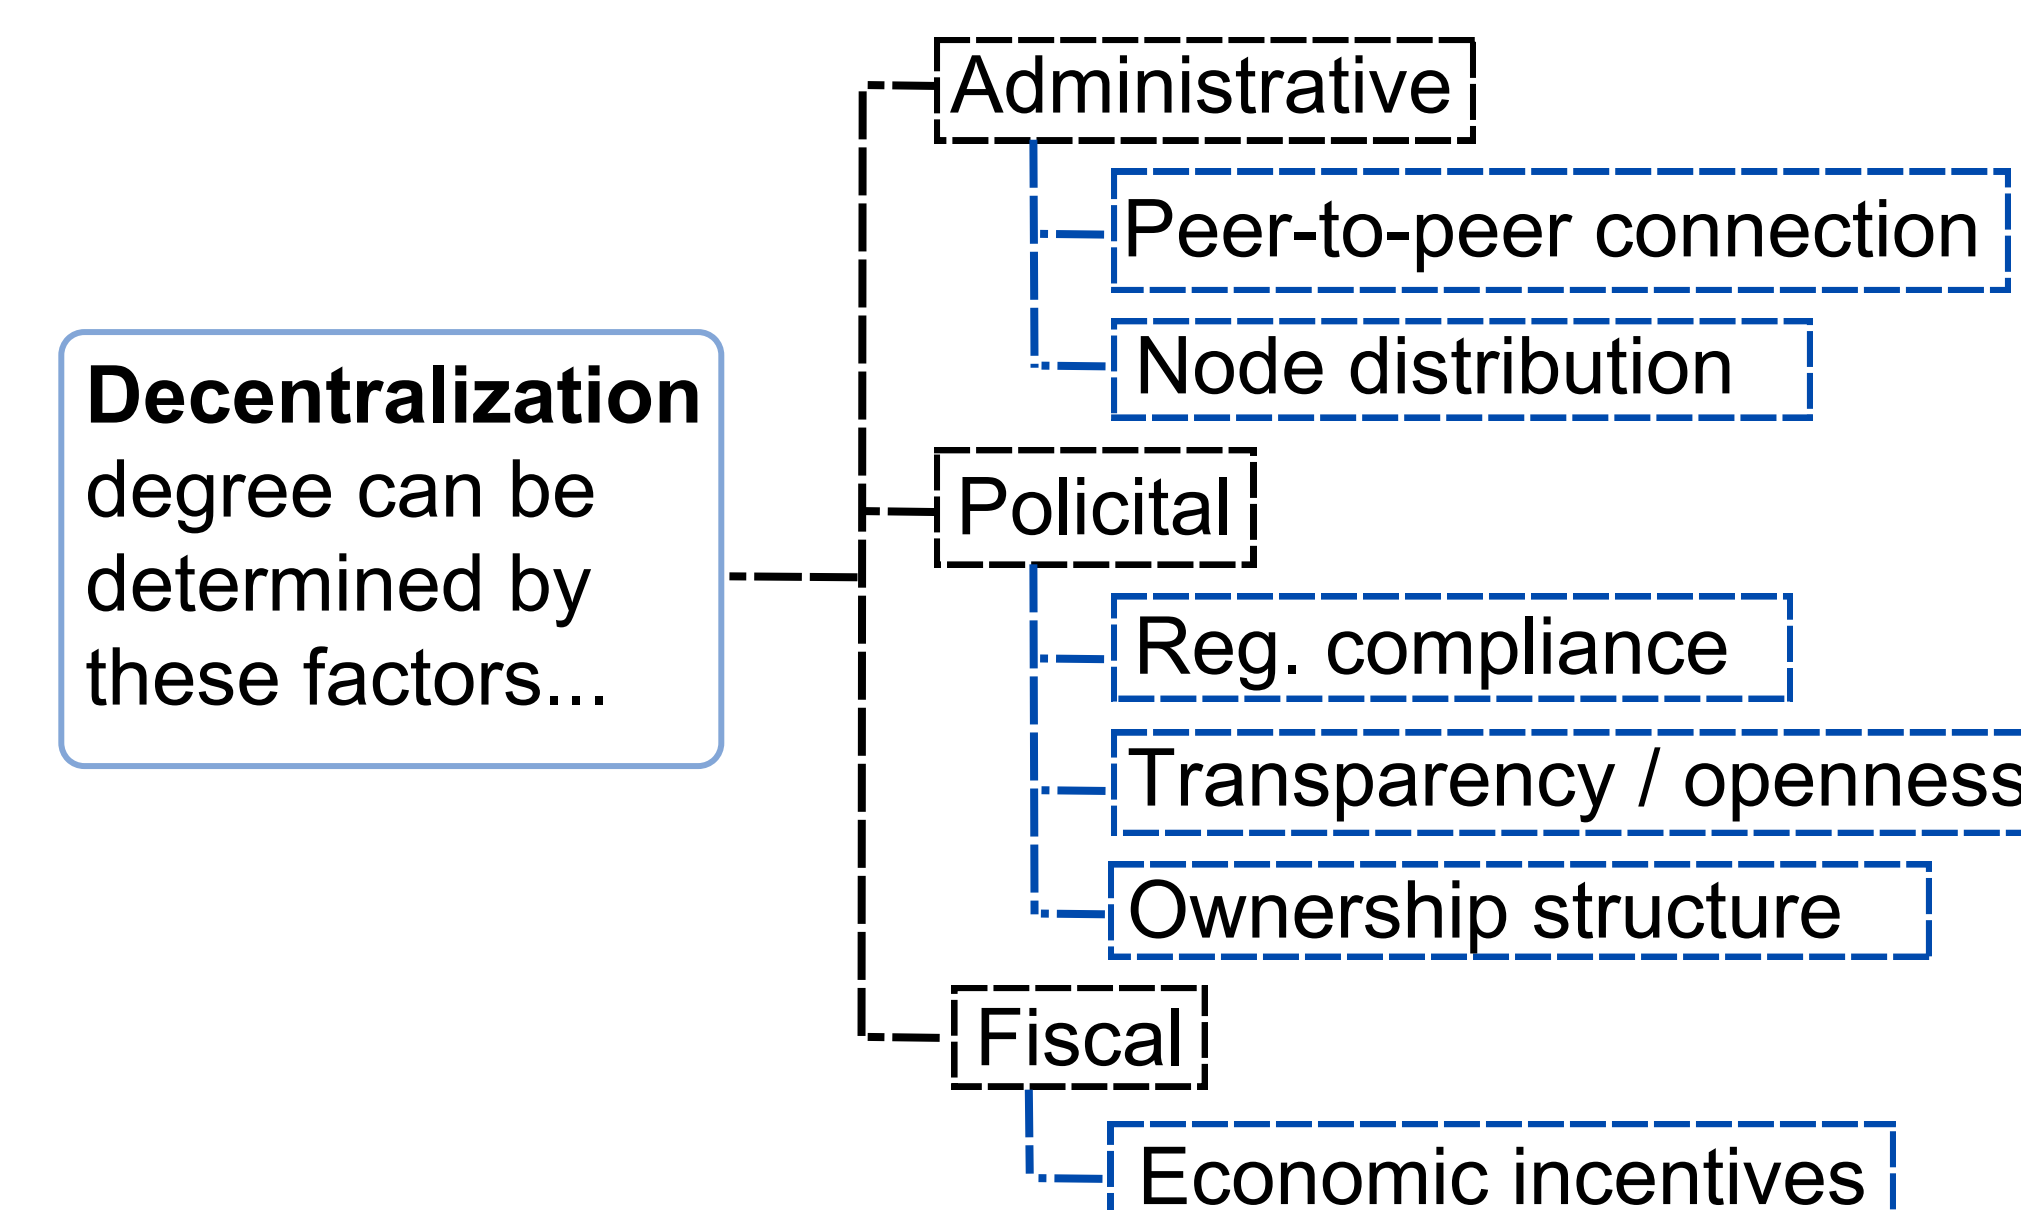 Decentralization
degree can be
determined by
these factors...
Administrative
Peer-to-peer connection
Node distribution
Policital
Reg. compliance
Transparency / openness
Ownership structure
Fiscal
Economic incentives